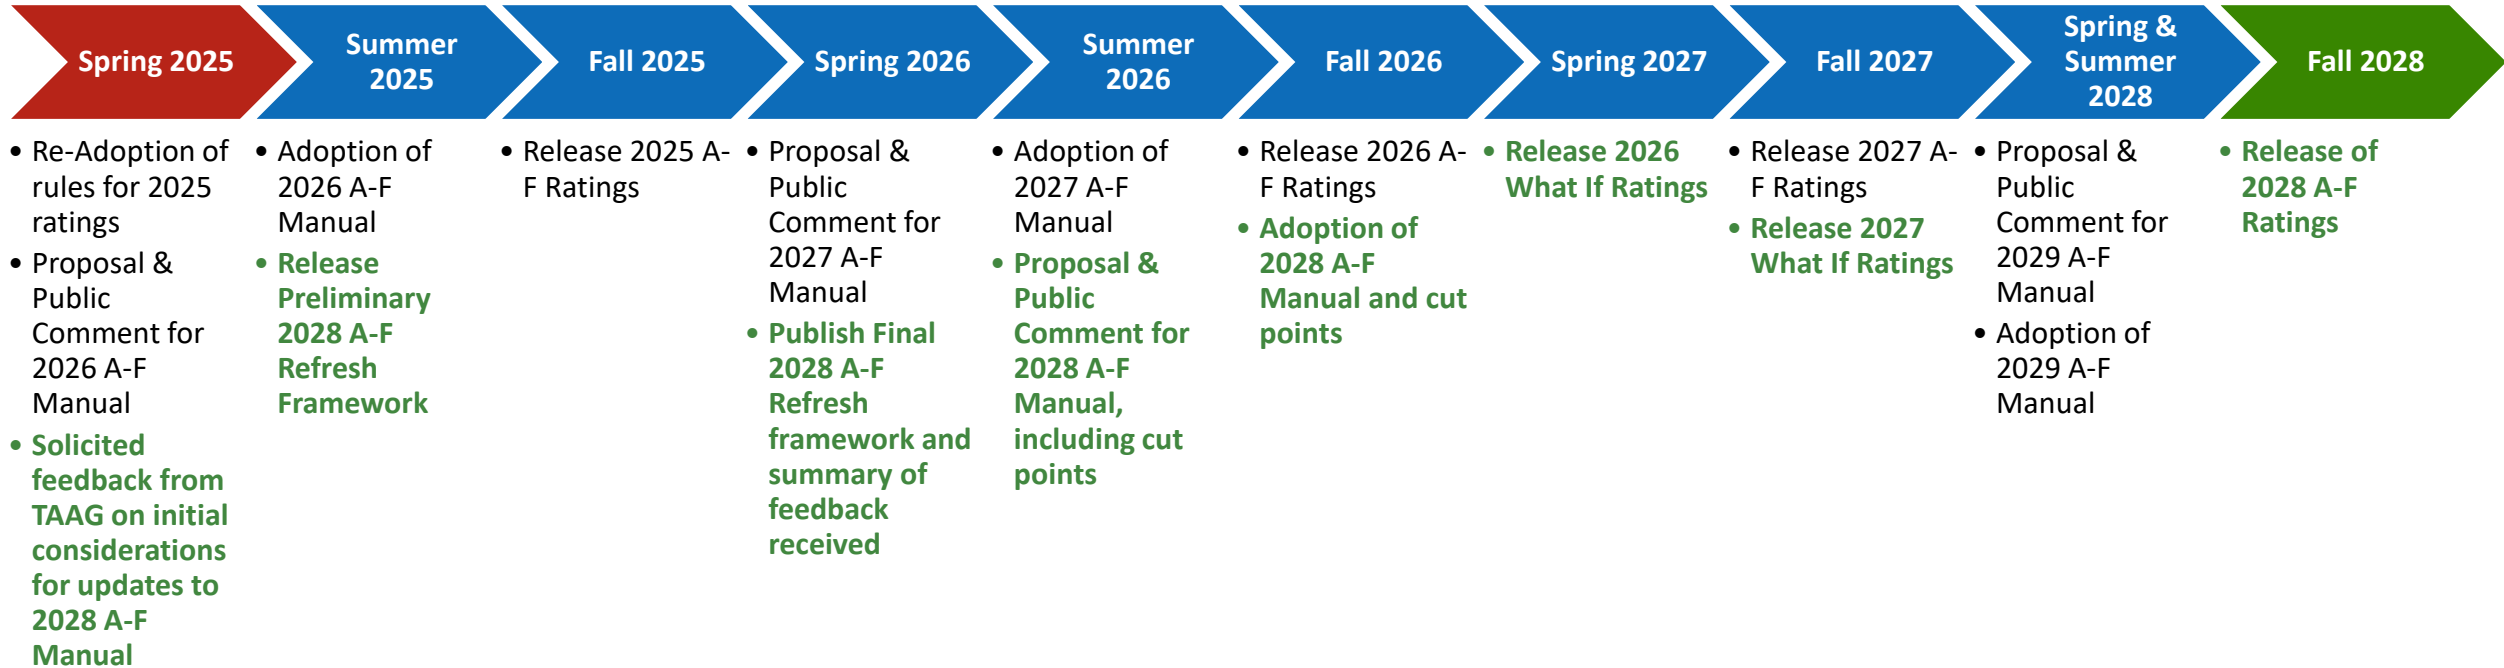 Spring 2025
Summer
2025
Fall 2025
Spring 2026
Summer
2026
Fall 2026
Spring 2027
Fall 2027
Spring &
Summer
2028
Fall 2028
• Re-Adoption of
rules for 2025
ratings
• Proposal &
Public
Comment for
2026 A-F
Manual
• Solicited
feedback from
TAAG on initial
considerations
for updates to
2028 A-F
Manual
• Adoption of
2026 A-F
Manual
• Release
Preliminary
2028 A-F
Refresh
Framework
• Release 2025 A-
F Ratings
• Proposal &
Public
Comment for
2027 A-F
Manual
• Publish Final
2028 A-F
Refresh
framework and
summary of
feedback
received
• Adoption of
2027 A-F
Manual
• Proposal &
Public
Comment for
2028 A-F
Manual,
including cut
points
• Release 2026 A-
F Ratings
• Adoption of
2028 A-F
Manual and cut
points
• Release 2026
What If Ratings
• Release 2027 A-
F Ratings
• Release 2027
What If Ratings
• Proposal &
Public
Comment for
2029 A-F
Manual
• Adoption of
2029 A-F
Manual
• Release of
2028 A-F
Ratings